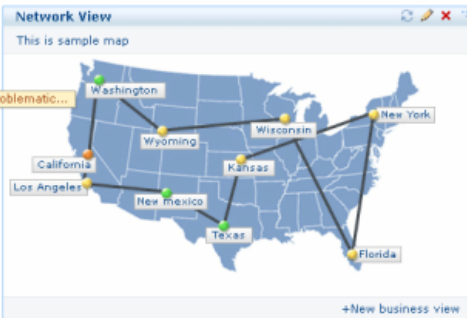 Network View
This is sample map
Washington
oblematic...
New York
Wisconsin
Wyoming
California
Kansas
Los Angeles
New mexico
Texas
Florida
+New business view